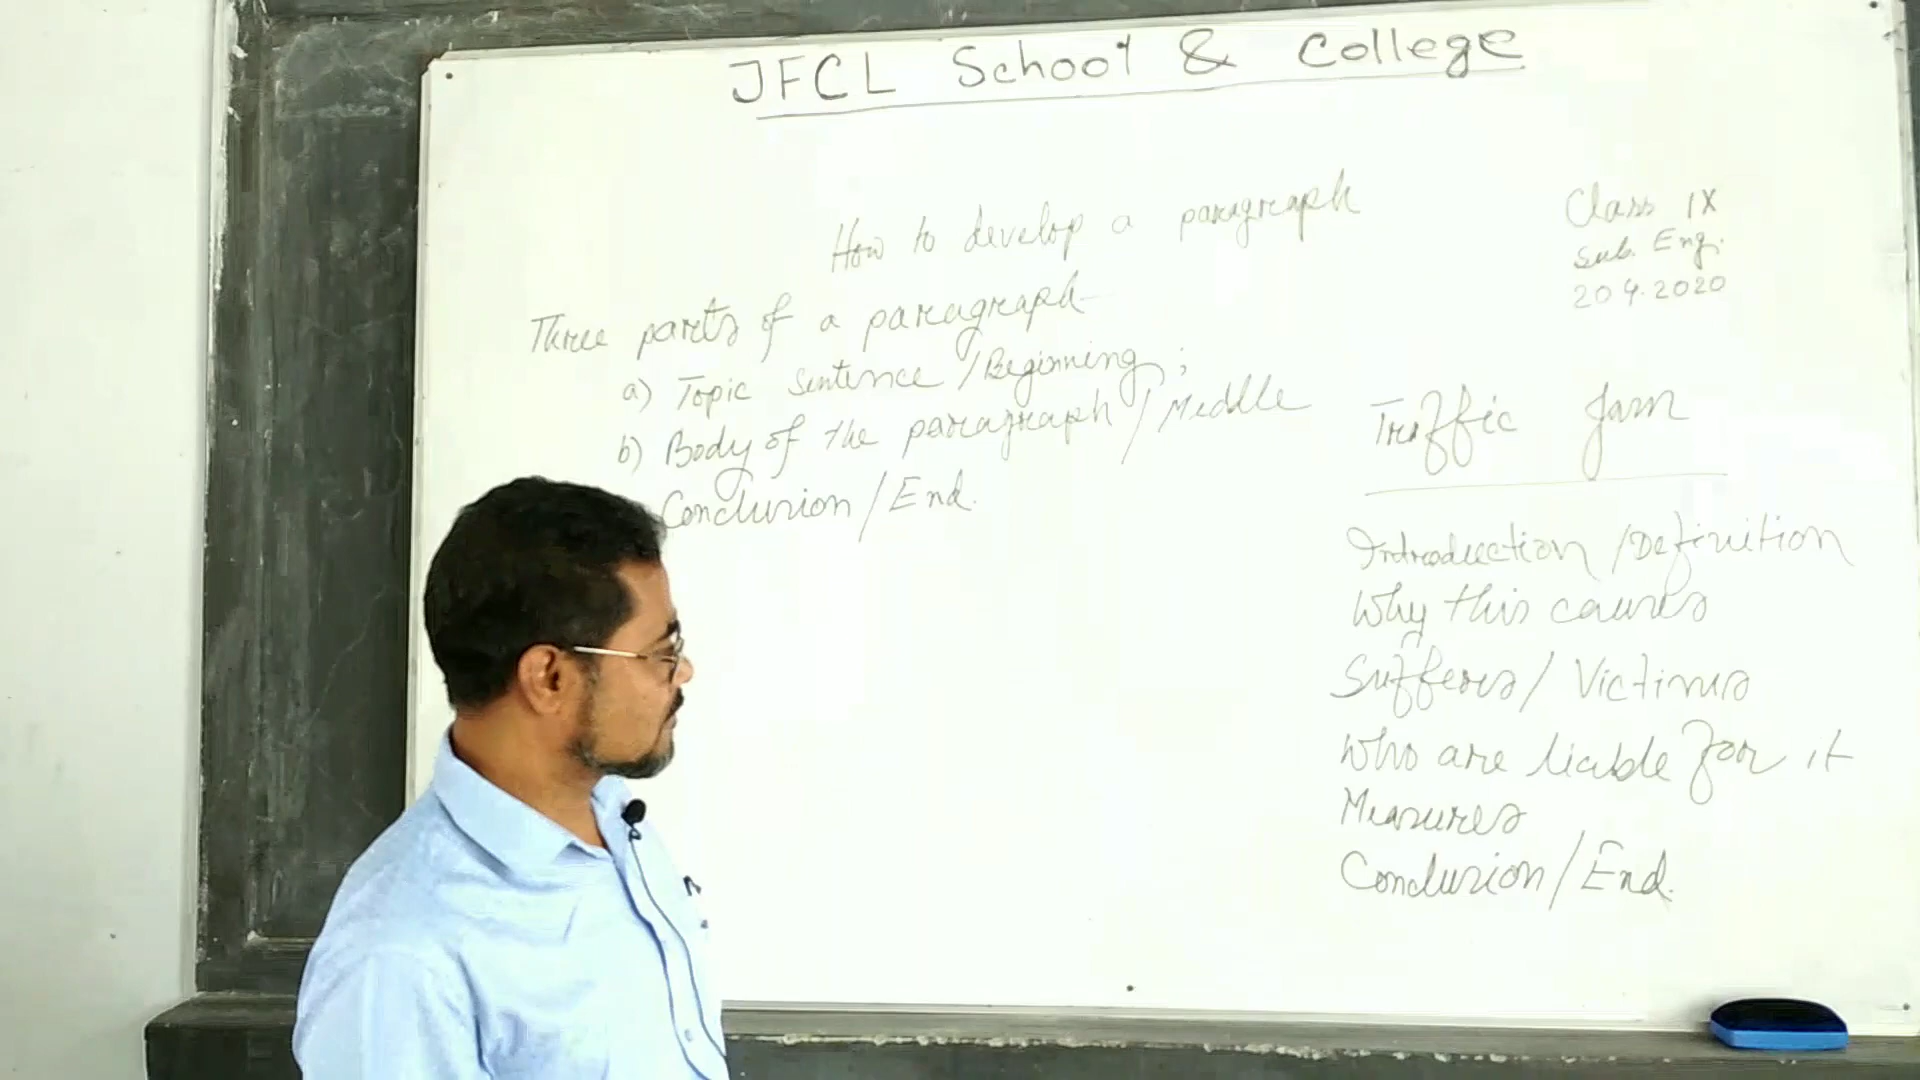 JFCL School & College
How to develop a paragraph
Class IX
Sub. Eng.
20.4.2020
Three parts of a paragraph-
a) Topic sentence / Beginning;
b) Body of the paragraph / Middle
Conclusion / End.
Traffic Jam
Introduction / Definition
Why this causes
Sufferers / Victims
Who are liable for it
Measures
Conclusion / End.